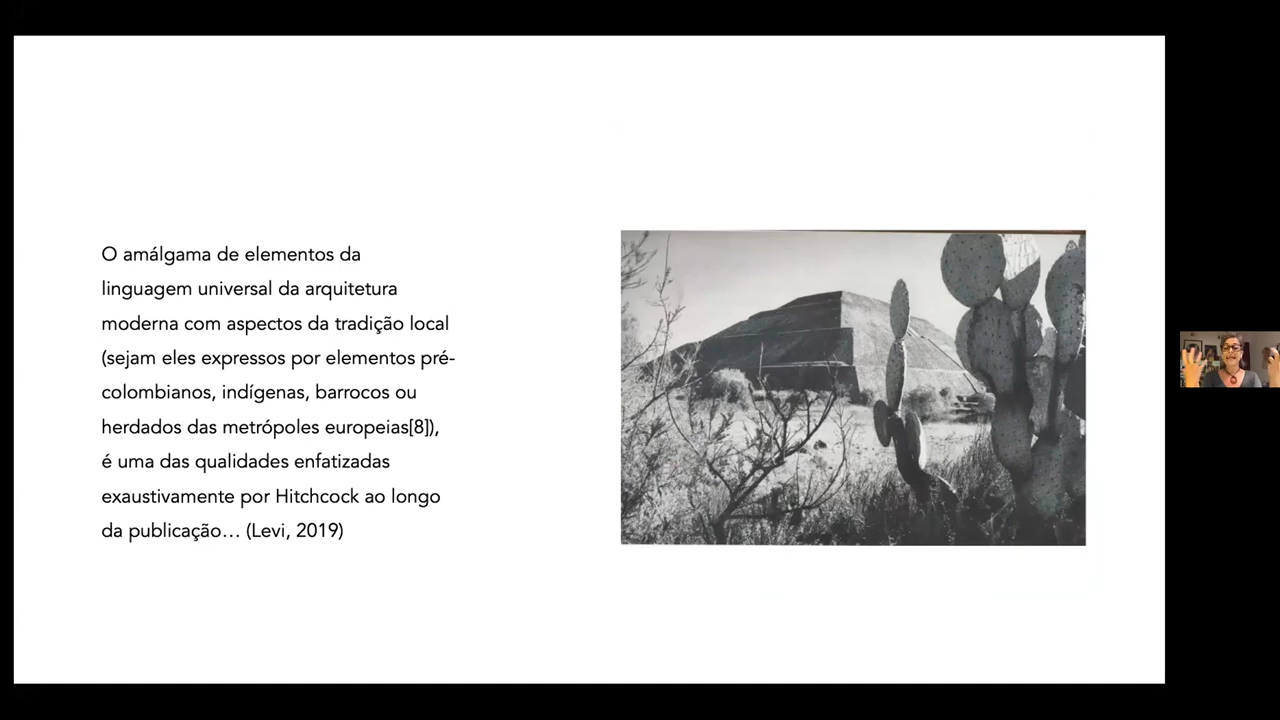 O amálgama de elementos da
linguagem universal da arquitetura
moderna com aspectos da tradição local
(sejam eles expressos por elementos pré-
colombianos, indígenas, barrocos ou
herdados das metrópoles europeias[8]),
é uma das qualidades enfatizadas
exaustivamente por Hitchcock ao longo
da publicação… (Levi, 2019)